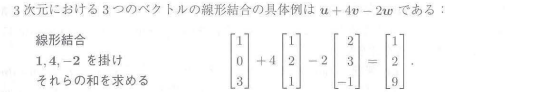 3次元における3つのベクトルの線形結合の具体例は u + 4v − 2w である：
線形結合
1, 4, −2 を掛け
それらの和を求める
[1 0 3] + 4 [1 2 1] − 2 [2 3 −1] = [1 2 9] .